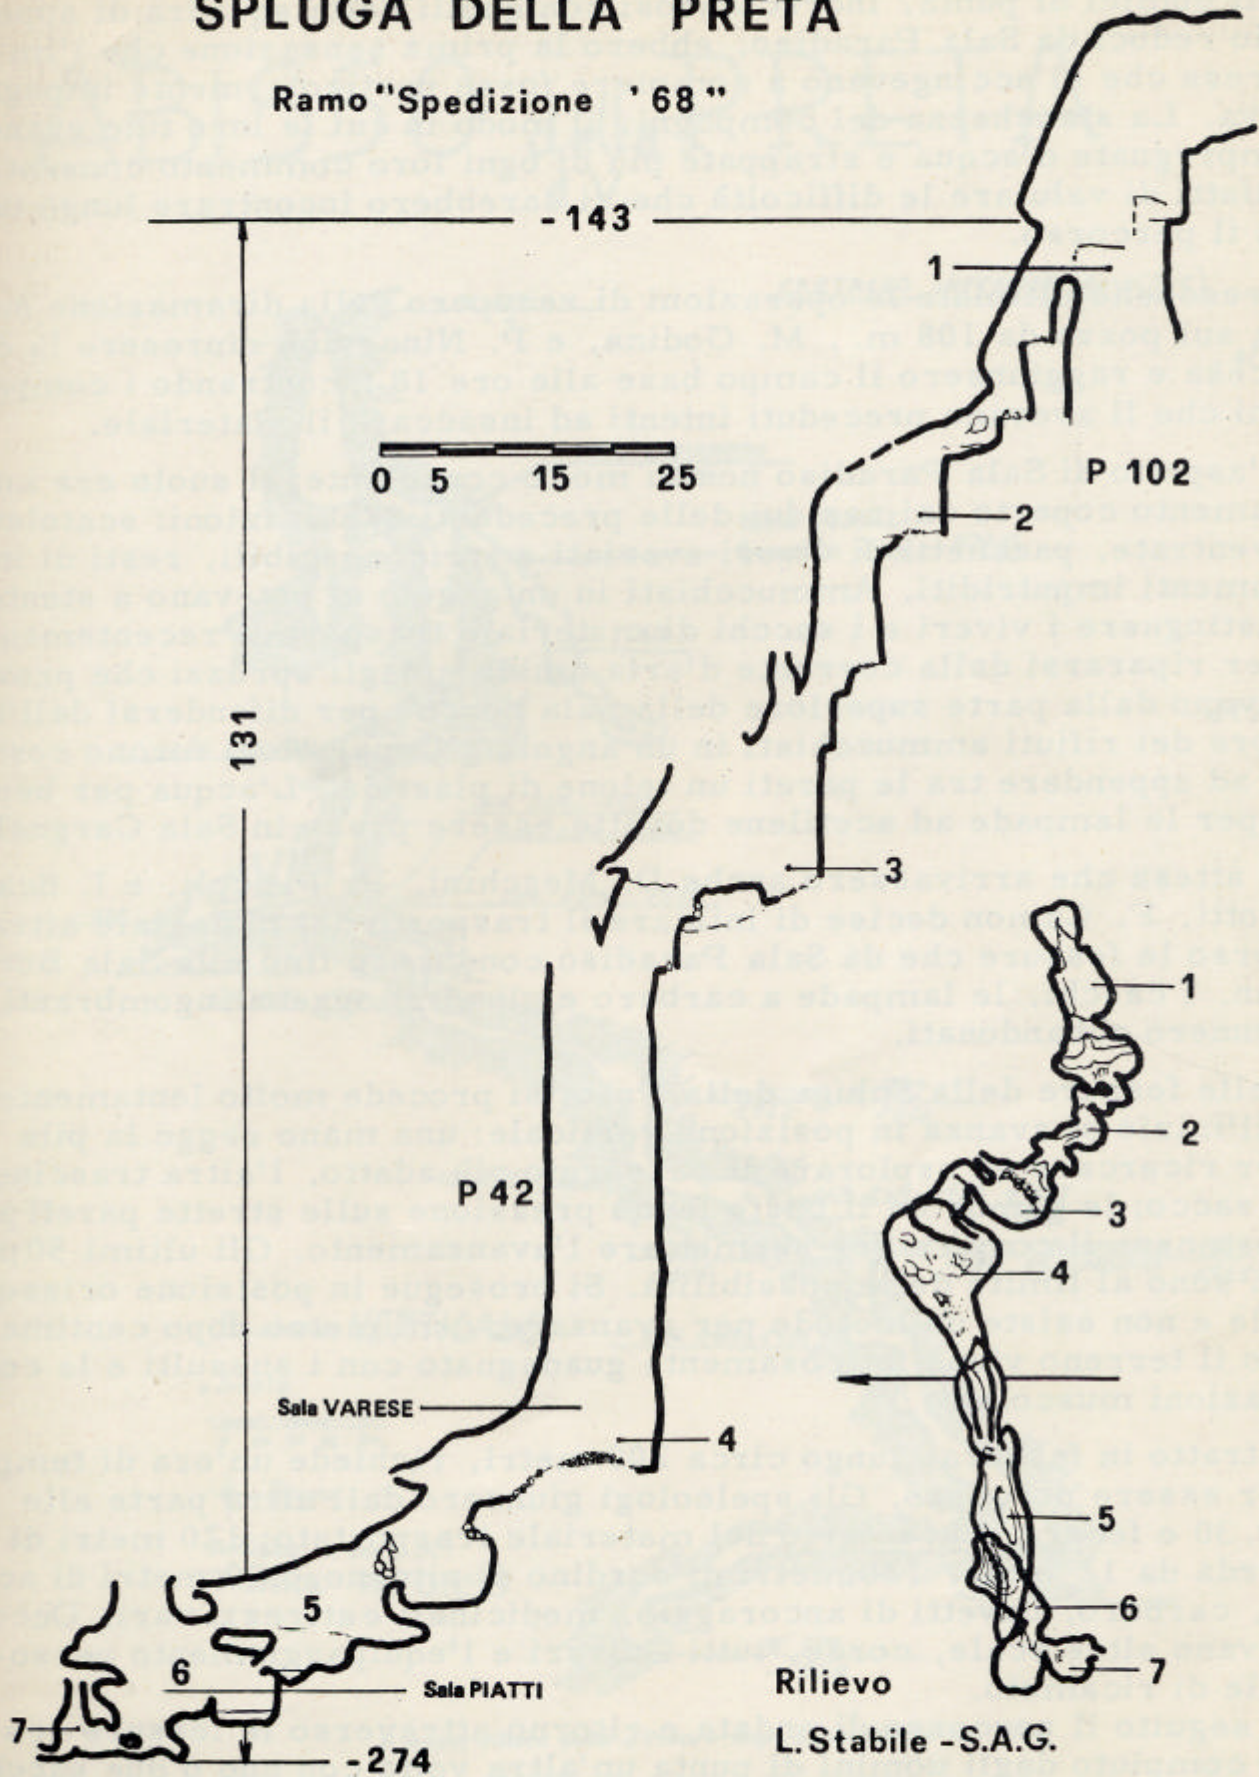 SPLUGA DELLA PRETA
Ramo "Spedizione '68"
-143
1
0 5 15 25
P 102
2
131
3
1
2
P 42
3
4
Sala VARESE
4
5
5
6
6
Sala PIATTI
7
7
Rilievo
L. Stabile - S.A.G.
-274